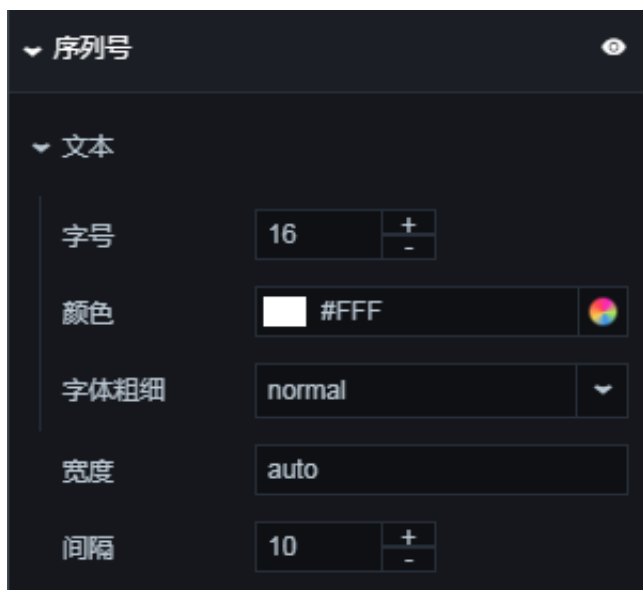 序列号
文本
字号 16 + -
颜色 #FFF
字体粗细 normal
宽度 auto
间隔 10 + -